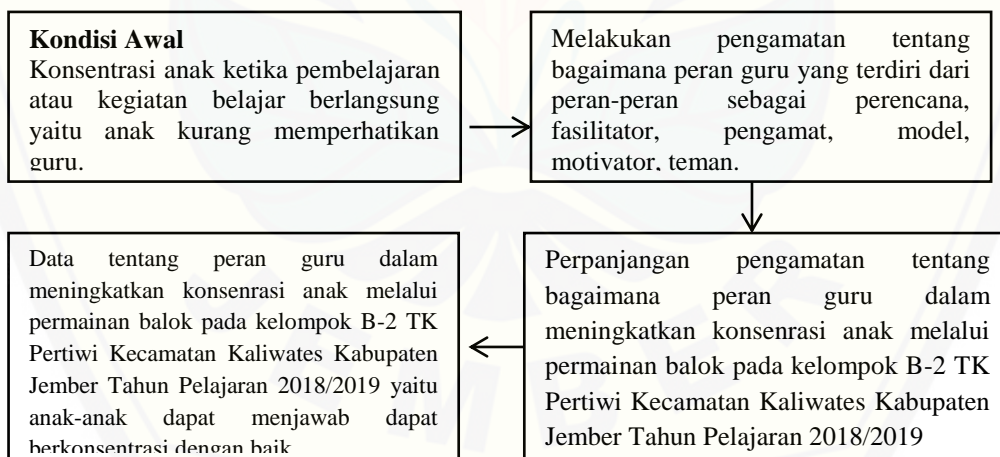 Kondisi Awal
Konsentrasi anak ketika pembelajaran
atau kegiatan belajar berlangsung
yaitu anak kurang memperhatikan
guru.
Melakukan pengamatan tentang
bagaimana peran guru yang terdiri dari
peran-peran sebagai perencana,
fasilitator, pengamat, model,
motivator, teman.
Perpanjangan pengamatan tentang
bagaimana peran guru dalam
meningkatkan konsenrasi anak melalui
permainan balok pada kelompok B-2 TK
Pertiwi Kecamatan Kaliwates Kabupaten
Jember Tahun Pelajaran 2018/2019
Data tentang peran guru dalam
meningkatkan konsenrasi anak melalui
permainan balok pada kelompok B-2 TK
Pertiwi Kecamatan Kaliwates Kabupaten
Jember Tahun Pelajaran 2018/2019 yaitu
anak-anak dapat menjawab dapat
berkonsentrasi dengan baik